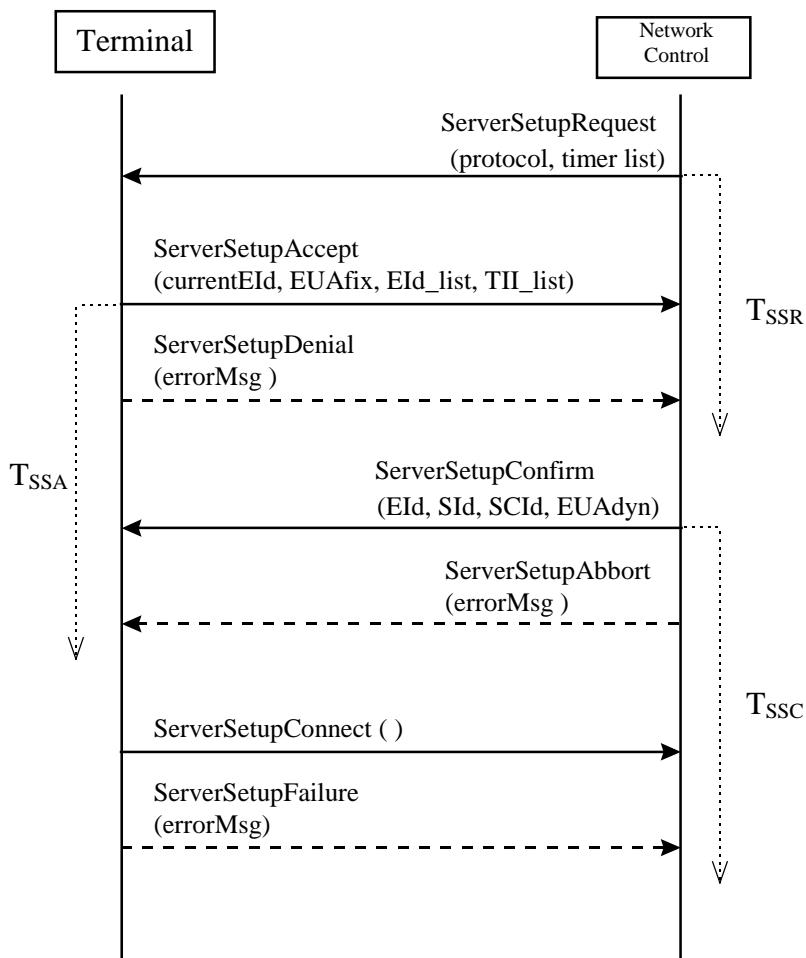 Terminal
Network
Control
ServerSetupRequest
(protocol, timer list)
ServerSetupAccept
(currentEId, EUAfix, EId_list, TII_list)
TSSR
ServerSetupDenial
(errorMsg )
TSSA
ServerSetupConfirm
(EId, SId, SCId, EUAdyn)
ServerSetupAbbort
(errorMsg )
TSSC
ServerSetupConnect ( )
ServerSetupFailure
(errorMsg)